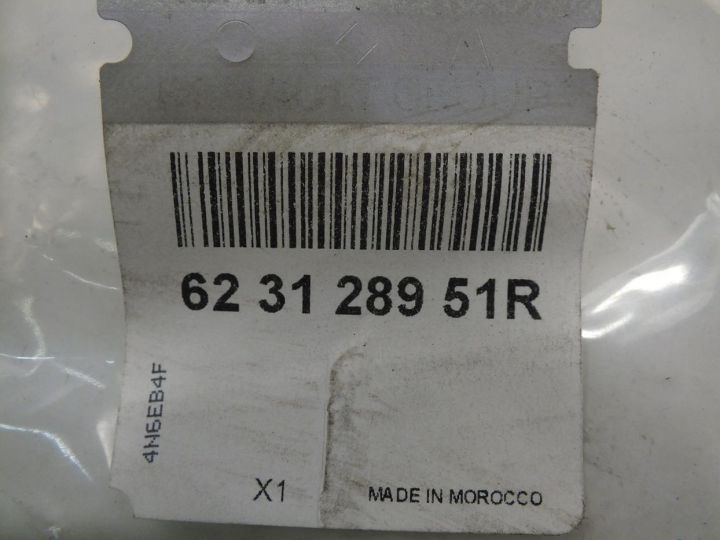 62 31 289 51R
4N6EB4F
X1
MADE IN MOROCCO